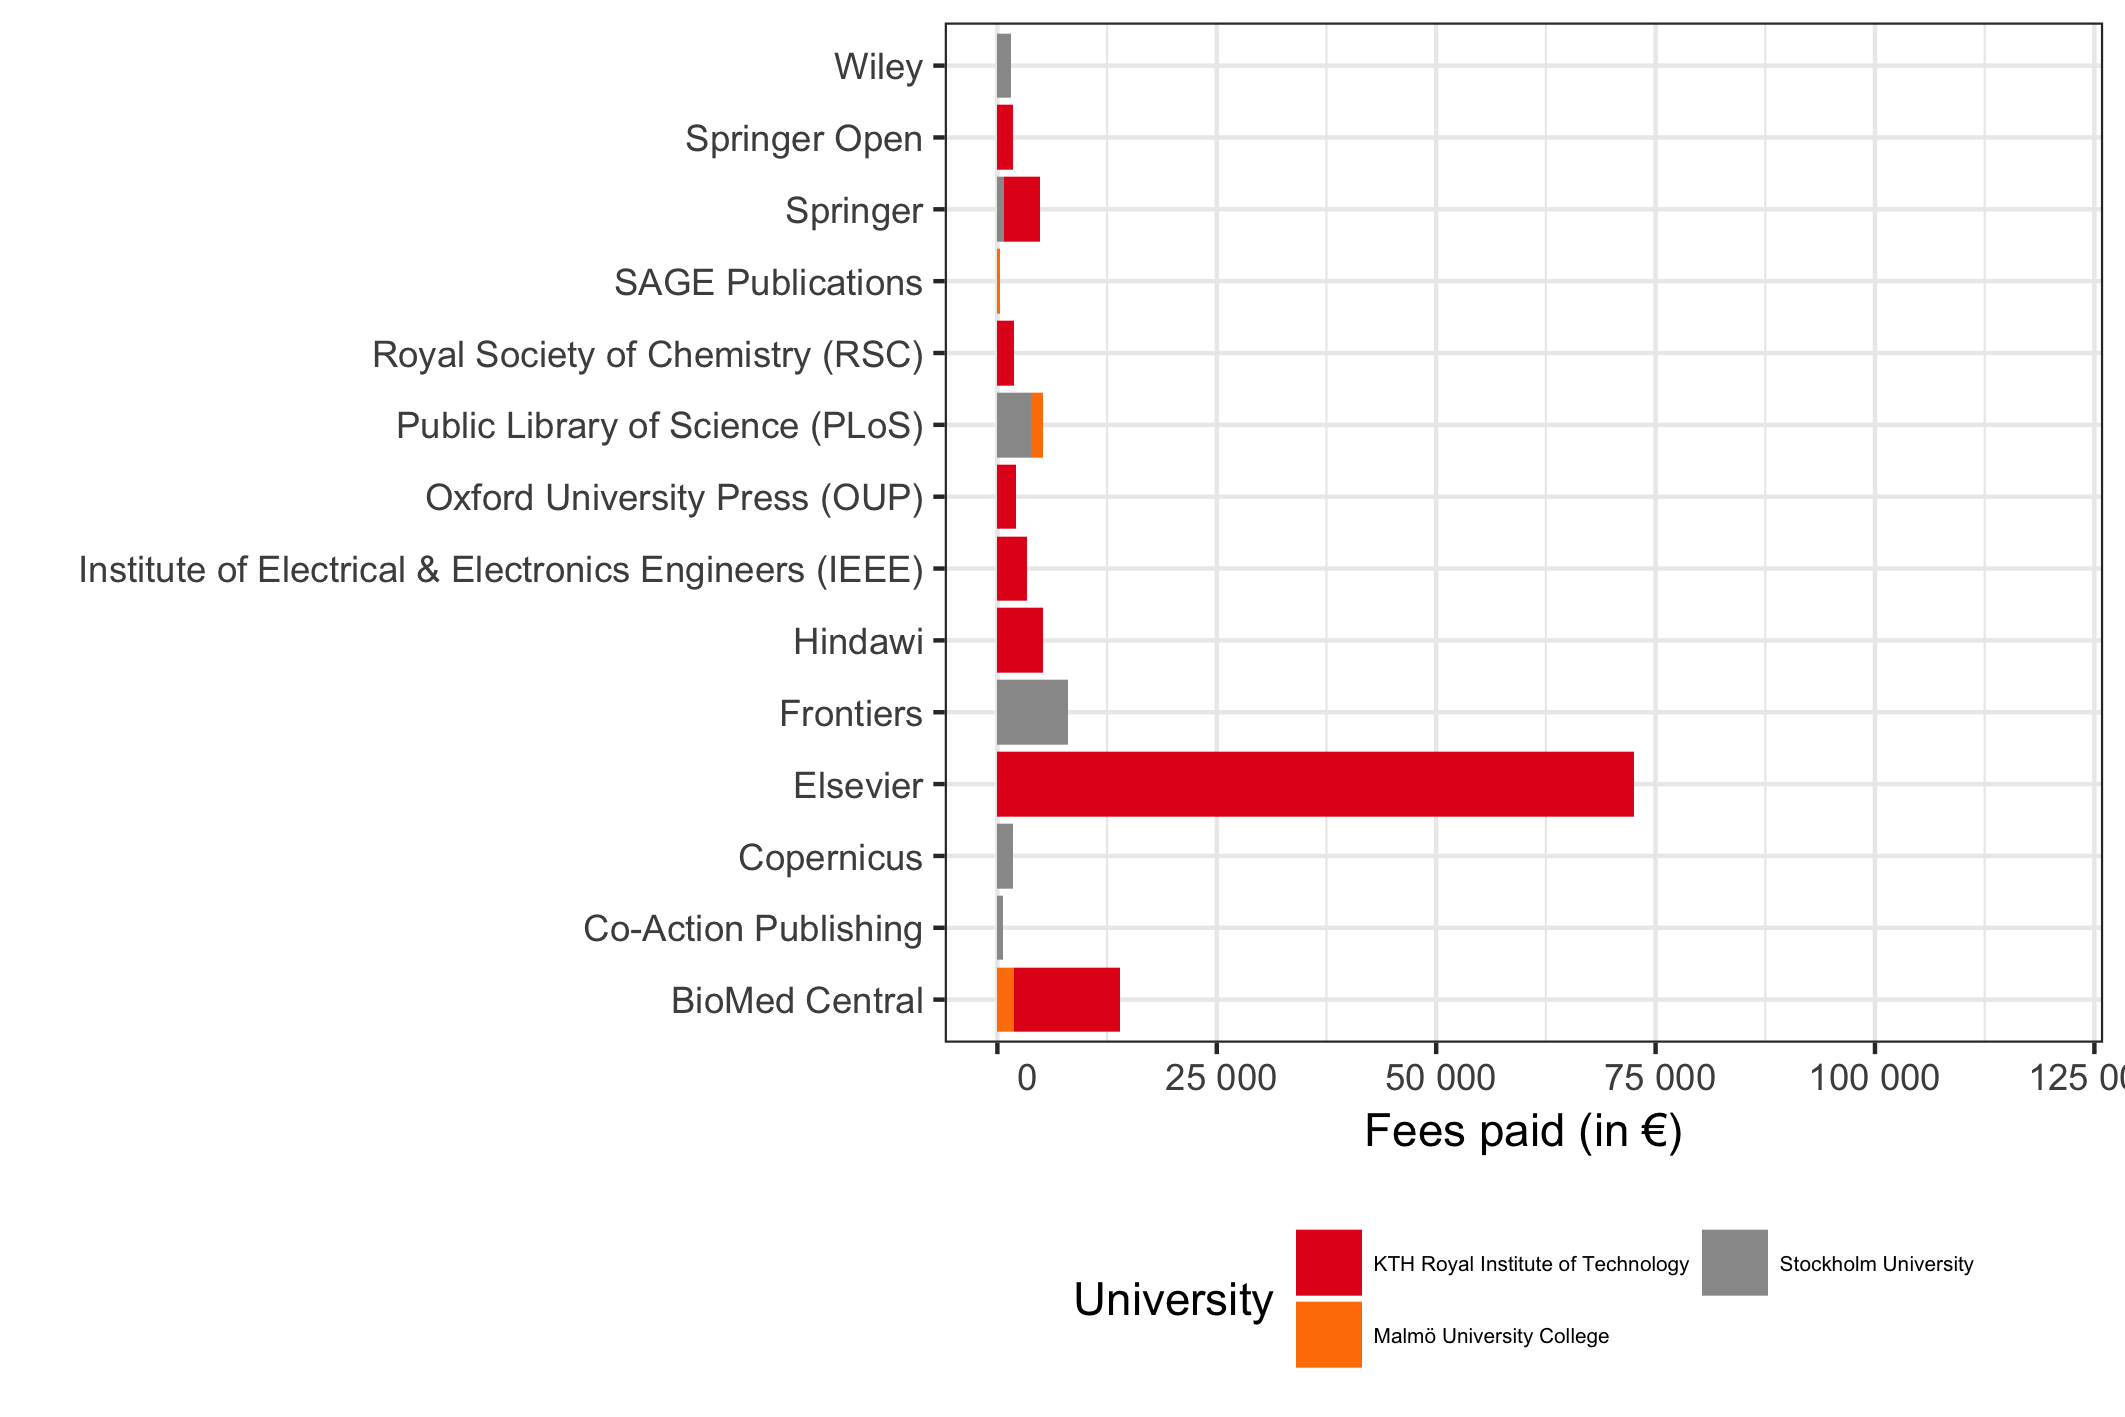 Wiley
Springer Open
Springer
SAGE Publications
Royal Society of Chemistry (RSC)
Public Library of Science (PLoS)
Oxford University Press (OUP)
Institute of Electrical & Electronics Engineers (IEEE)
Hindawi
Frontiers
Elsevier
Copernicus
Co-Action Publishing
BioMed Central
0 25 000 50 000 75 000 100 000 125 0
Fees paid (in €)
University
KTH Royal Institute of Technology
Malmö University College
Stockholm University